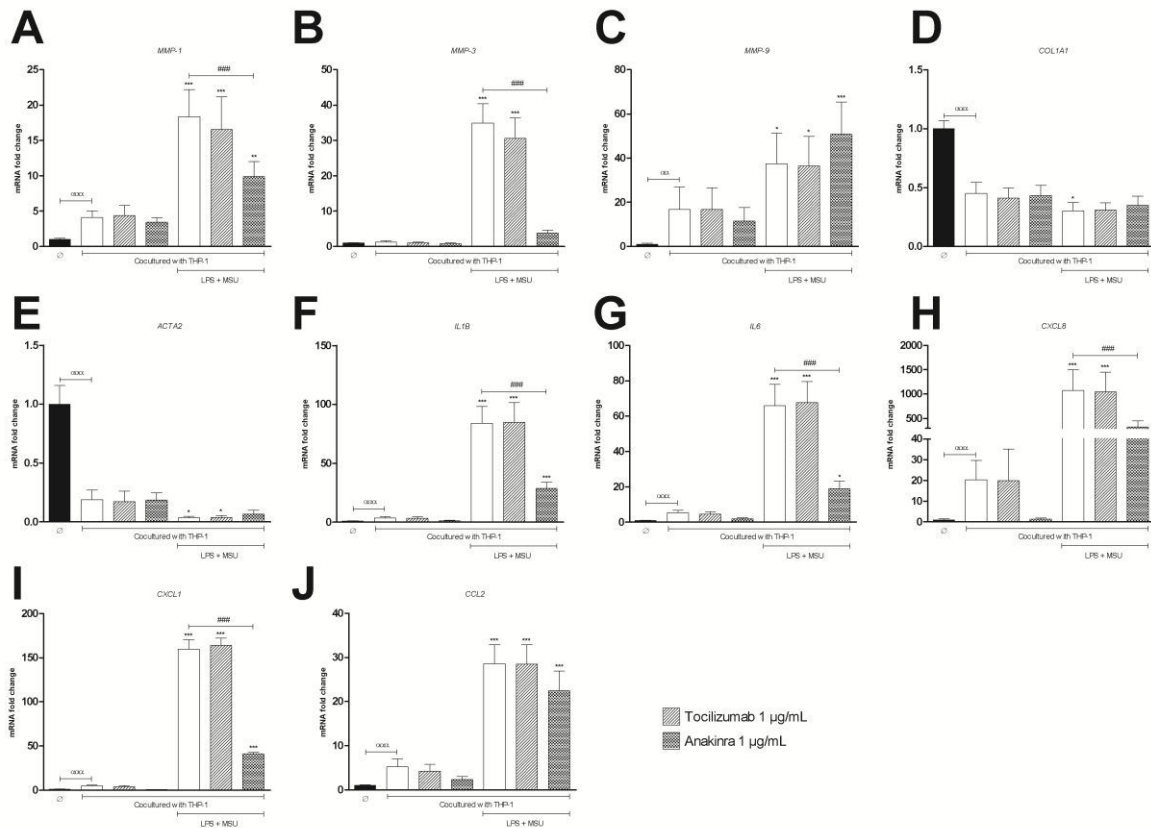 A
MMP-1
mRNA fold change
25
20
15
10
5
0
ααα
***
***
**
###
∅
Cocultured with THP-1
LPS + MSU
B
MMP-3
mRNA fold change
50
40
30
20
10
0
***
***
###
∅
Cocultured with THP-1
LPS + MSU
C
MMP-9
mRNA fold change
80
60
40
20
0
αα
*
*
***
∅
Cocultured with THP-1
LPS + MSU
D
COL1A1
mRNA fold change
1.5
1.0
0.5
0.0
ααα
*
∅
Cocultured with THP-1
LPS + MSU
E
ACTA2
mRNA fold change
1.5
1.0
0.5
0.0
ααα
*
*
∅
Cocultured with THP-1
LPS + MSU
F
IL1B
mRNA fold change
150
100
50
0
ααα
***
***
***
###
∅
Cocultured with THP-1
LPS + MSU
G
IL6
mRNA fold change
100
80
60
40
20
0
ααα
***
***
*
###
∅
Cocultured with THP-1
LPS + MSU
H
CXCL8
mRNA fold change
2000
1500
1000
500
40
30
20
10
0
ααα
***
***
###
∅
Cocultured with THP-1
LPS + MSU
I
CXCL1
mRNA fold change
200
150
100
50
0
ααα
***
***
***
###
∅
Cocultured with THP-1
LPS + MSU
J
CCL2
mRNA fold change
40
30
20
10
0
ααα
***
***
***
∅
Cocultured with THP-1
LPS + MSU
Tocilizumab 1 µg/mL
Anakinra 1 µg/mL